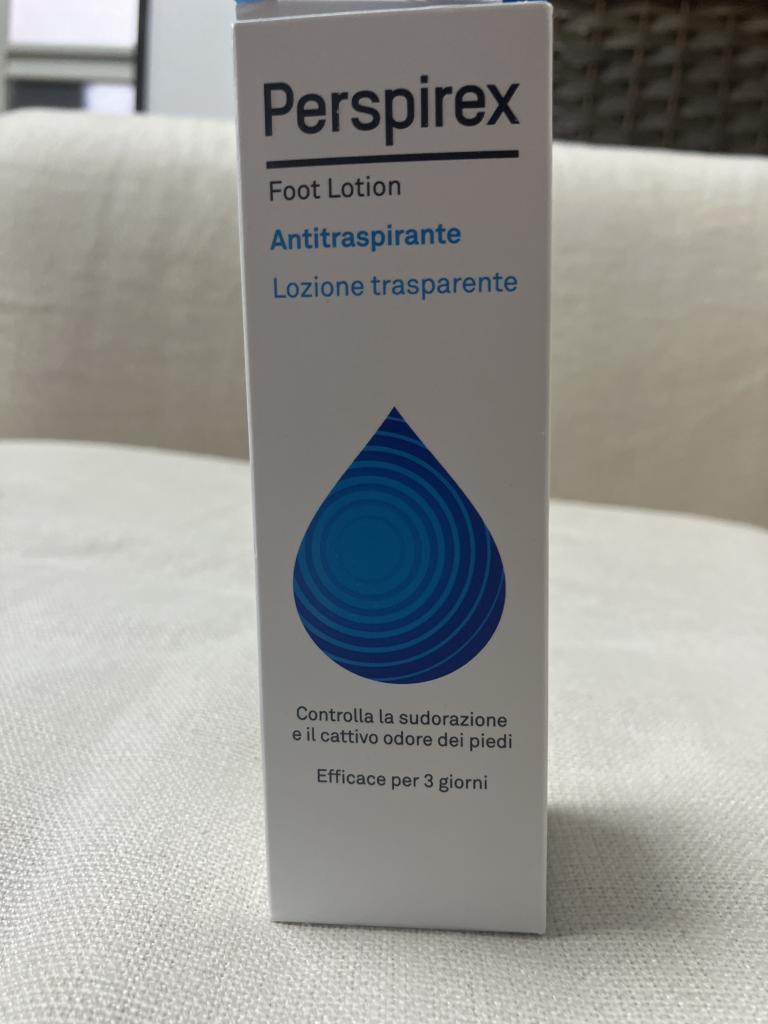 Perspirex
Foot Lotion
Antitraspirante
Lozione trasparente
Controlla la sudorazione
e il cattivo odore dei piedi
Efficace per 3 giorni